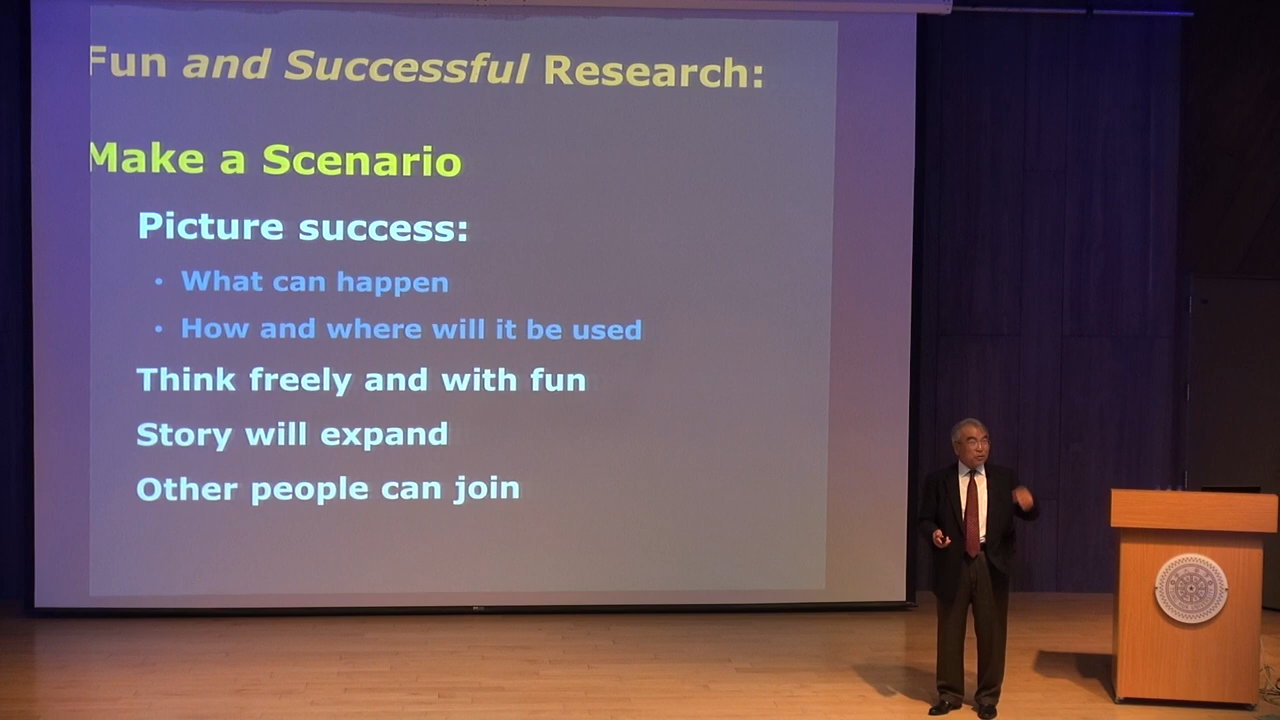 Fun and Successful Research:
Make a Scenario
Picture success:
• What can happen
• How and where will it be used
Think freely and with fun
Story will expand
Other people can join